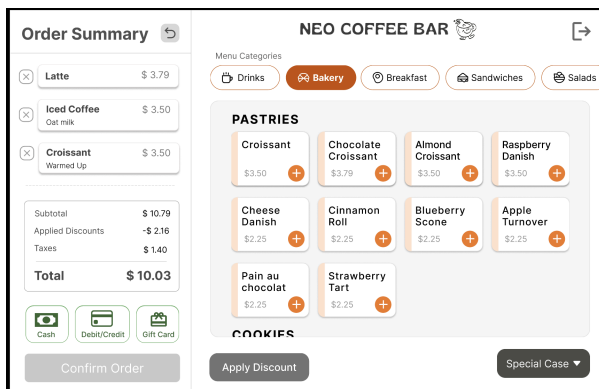 Order Summary
Latte $ 3.79
Iced Coffee $ 3.50
Oat milk
Croissant $ 3.50
Warmed Up
Subtotal $ 10.79
Applied Discounts -$ 2.16
Taxes $ 1.40
Total $ 10.03
Cash Debit/Credit Gift Card
Confirm Order
NEO COFFEE BAR
Menu Categories
Drinks Bakery Breakfast Sandwiches Salads
PASTRIES
Croissant
$3.50
Chocolate
Croissant
$3.79
Almond
Croissant
$3.50
Raspberry
Danish
$3.50
Cheese
Danish
$2.25
Cinnamon
Roll
$2.25
Blueberry
Scone
$2.25
Apple
Turnover
$2.25
Pain au
chocolat
$2.25
Strawberry
Tart
$2.25
COOKIES
Apply Discount
Special Case